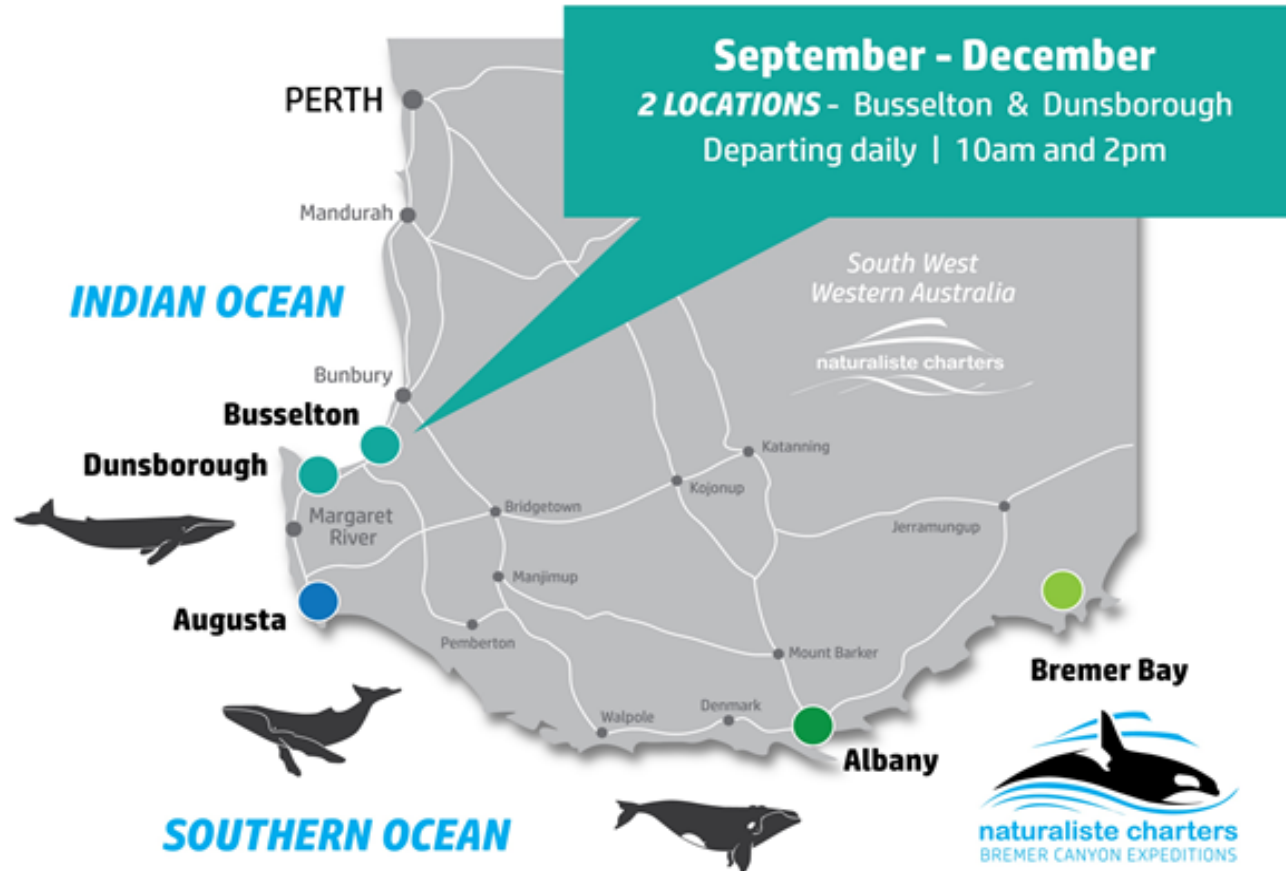 September - December
2 LOCATIONS - Busselton & Dunsborough
Departing daily | 10am and 2pm
PERTH
Mandurah
INDIAN OCEAN
South West
Western Australia
naturaliste charters
Bunbury
Busselton
Dunsborough
Katanning
Kojonup
Bridgetown
Margaret
River
Jerramungup
Manjimup
Augusta
Pemberton
Mount Barker
Bremer Bay
Denmark
Walpole
Albany
SOUTHERN OCEAN
naturaliste charters
BREMER CANYON EXPEDITIONS